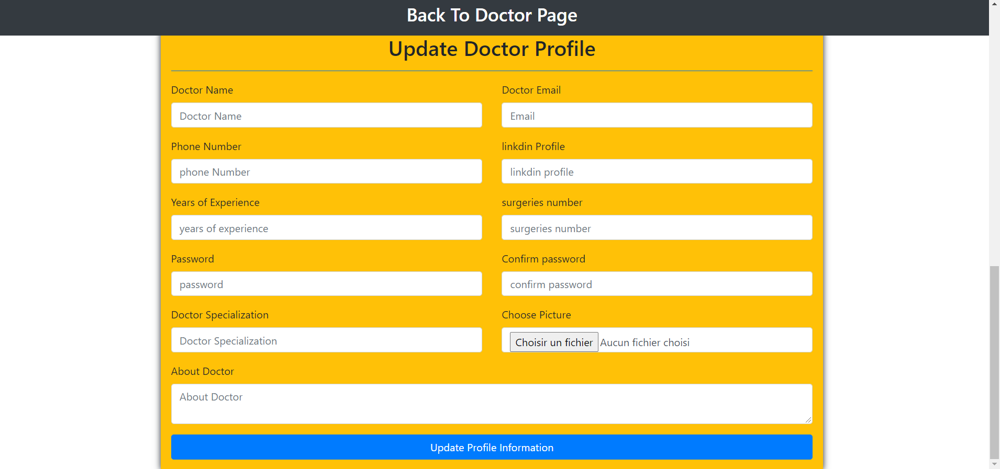 Back To Doctor Page
Update Doctor Profile
Doctor Name
Doctor Email
Doctor Name
Email
Phone Number
linkdin Profile
phone Number
linkdin profile
Years of Experience
surgeries number
years of experience
surgeries number
Password
Confirm password
password
confirm password
Doctor Specialization
Choose Picture
Doctor Specialization
Choisir un fichier Aucun fichier choisi
About Doctor
About Doctor
Update Profile Information